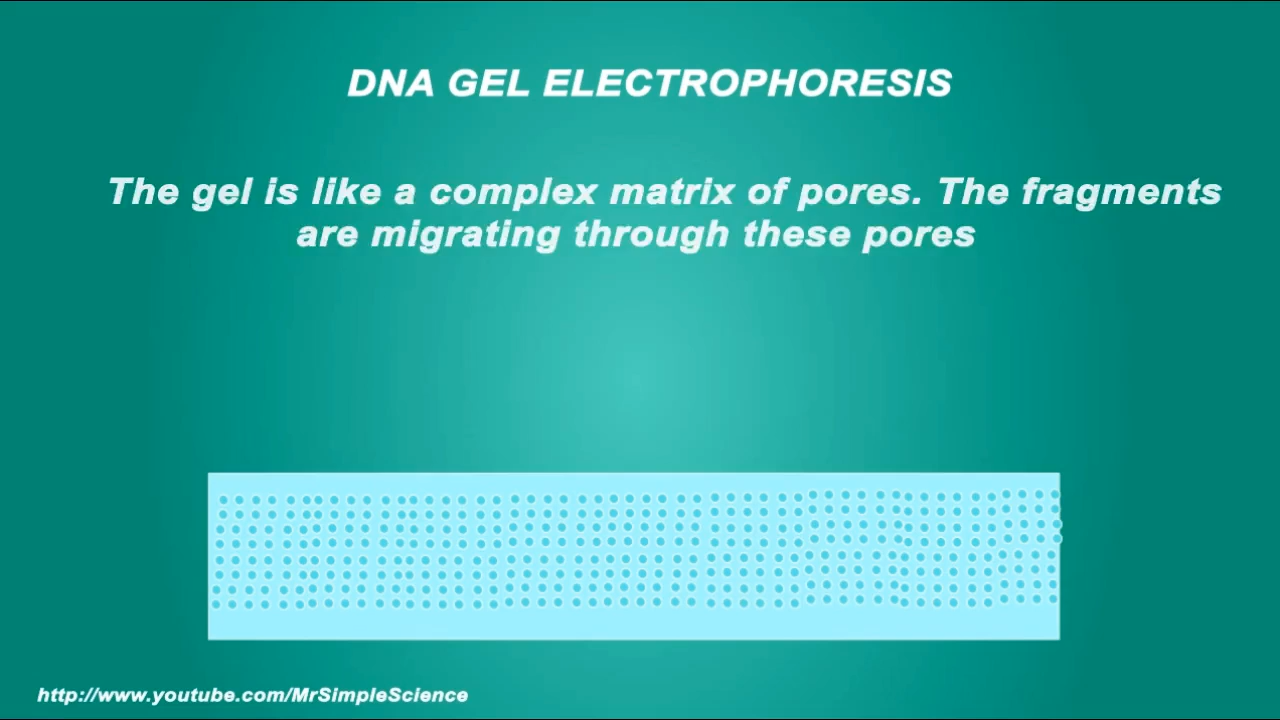 DNA GEL ELECTROPHORESIS
The gel is like a complex matrix of pores. The fragments
are migrating through these pores
http://www.youtube.com/MrSimpleScience